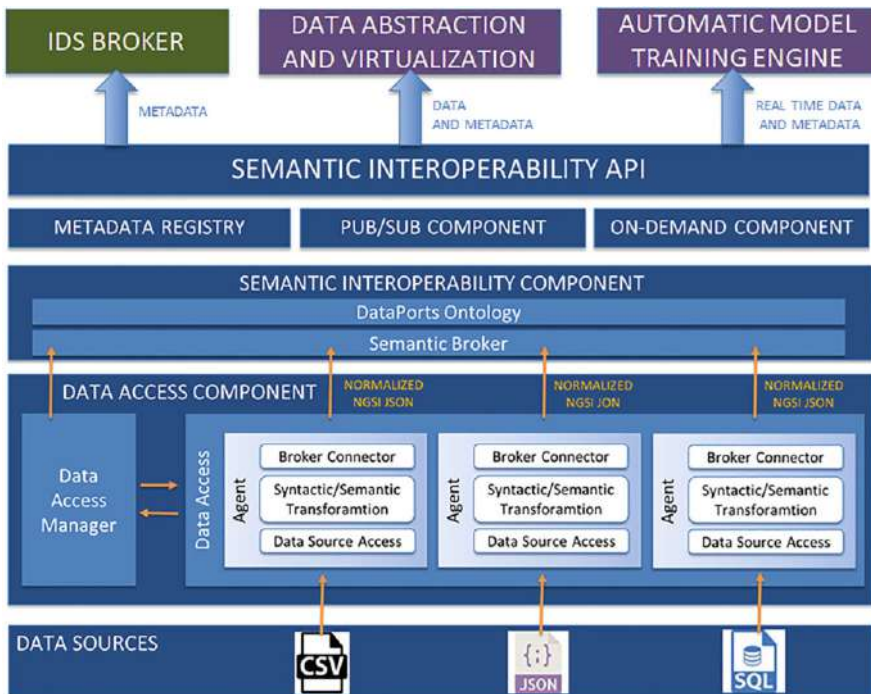 IDS BROKER
DATA ABSTRACTION
AND VIRTUALIZATION
AUTOMATIC MODEL
TRAINING ENGINE
METADATA
DATA
AND METADATA
REAL TIME DATA
AND METADATA
SEMANTIC INTEROPERABILITY API
METADATA REGISTRY
PUB/SUB COMPONENT
ON-DEMAND COMPONENT
SEMANTIC INTEROPERABILITY COMPONENT
DataPorts Ontology
Semantic Broker
DATA ACCESS COMPONENT
NORMALIZED
NGSI JSON
NORMALIZED
NGSI JON
NORMALIZED
NGSI JSON
Data
Access
Manager
Data Access
Agent
Broker Connector
Syntactic/Semantic
Transforamtion
Data Source Access
Agent
Broker Connector
Syntactic/Semantic
Transforamtion
Data Source Access
Agent
Broker Connector
Syntactic/Semantic
Transforamtion
Data Source Access
DATA SOURCES
CSV
{;}
JSON
SQL